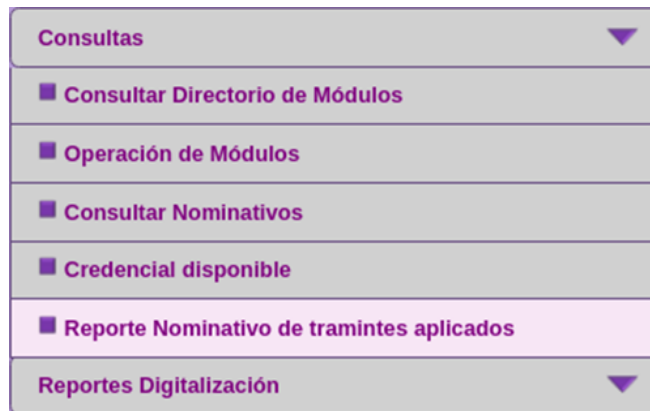 Consultas
Consultar Directorio de Módulos
Operación de Módulos
Consultar Nominativos
Credencial disponible
Reporte Nominativo de tramintes aplicados
Reportes Digitalización